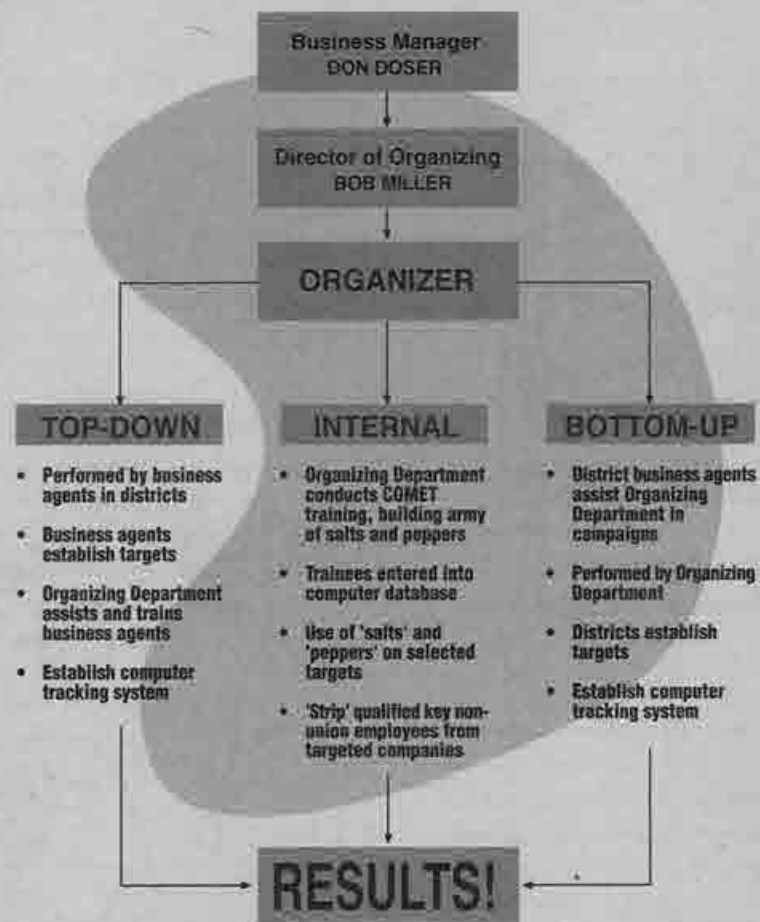 Business Manager
DON DOSER
Director of Organizing
BOB MILLER
ORGANIZER
TOP-DOWN
• Performed by business
agents in districts
• Business agents
establish targets
• Organizing Department
assists and trains
business agents
• Establish computer
tracking system
INTERNAL
• Organizing Department
conducts COMET
training, building army
of salts and peppers
• Trainees entered into
computer database
• Use of 'salts' and
'peppers' on selected
targets
• 'Strip' qualified key non-
union employees from
targeted companies
BOTTOM-UP
• District business agents
assist Organizing
Department in
campaigns
• Performed by Organizing
Department
• Districts establish
targets
• Establish computer
tracking system
RESULTS!